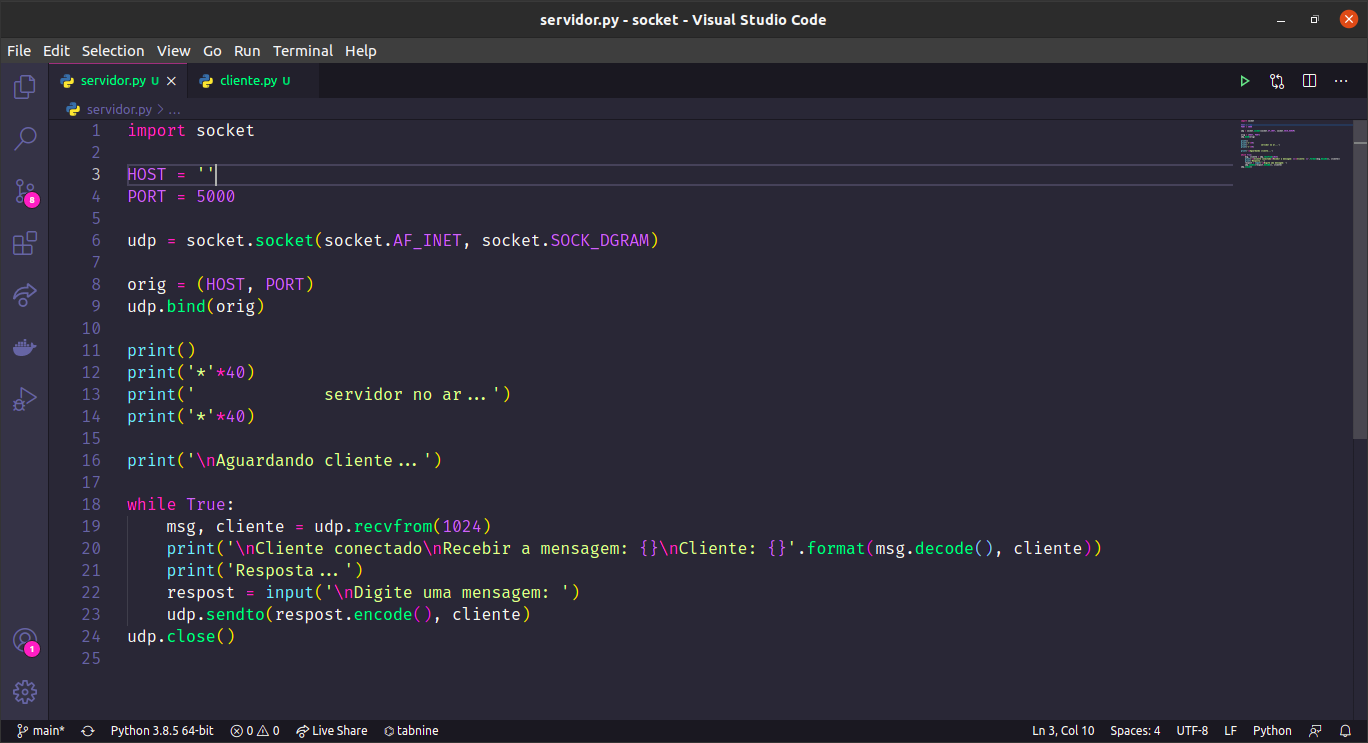 servidor.py - socket - Visual Studio Code
File Edit Selection View Go Run Terminal Help
servidor.py U cliente.py U
servidor.py > ...
1 import socket
2
3 HOST = ''
4 PORT = 5000
5
6 udp = socket.socket(socket.AF_INET, socket.SOCK_DGRAM)
7
8 orig = (HOST, PORT)
9 udp.bind(orig)
10
11 print()
12 print('*'*40)
13 print('             servidor no ar...')
14 print('*'*40)
15
16 print('\nAguardando cliente...')
17
18 while True:
19     msg, cliente = udp.recvfrom(1024)
20     print('\nCliente conectado\nRecebir a mensagem: {}\nCliente: {}'.format(msg.decode(), cliente))
21     print('Resposta...')
22     respost = input('\nDigite uma mensagem: ')
23     udp.sendto(respost.encode(), cliente)
24 udp.close()
25
8
1
main* Python 3.8.5 64-bit 0 0 Live Share tabnine Ln 3, Col 10 Spaces: 4 UTF-8 LF Python